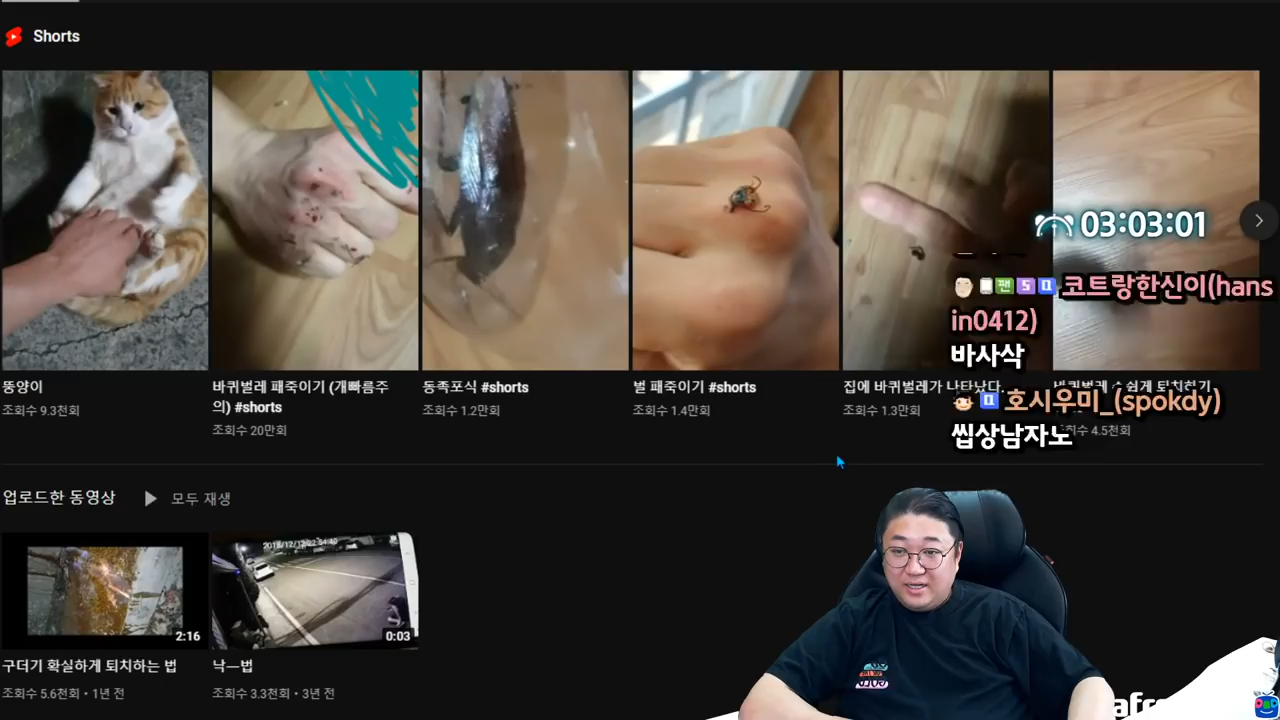 Shorts
뚱양이
조회수 9.3천회
바퀴벌레 패죽이기 (개빠름주의) #shorts
조회수 20만회
동족포식 #shorts
조회수 1.2만회
벌 패죽이기 #shorts
조회수 1.4만회
집에 바퀴벌레가 나타났다.
조회수 1.3만회
4.5천회
03:03:01
코트랑한신이(hans
in0412)
바사삭
호시우미_(spokdy)
씹상남자노
업로드한 동영상
모두 재생
2:16
구더기 확실하게 퇴치하는 법
조회수 5.6천회 • 1년 전
0:03
낙—법
조회수 3.3천회 • 3년 전